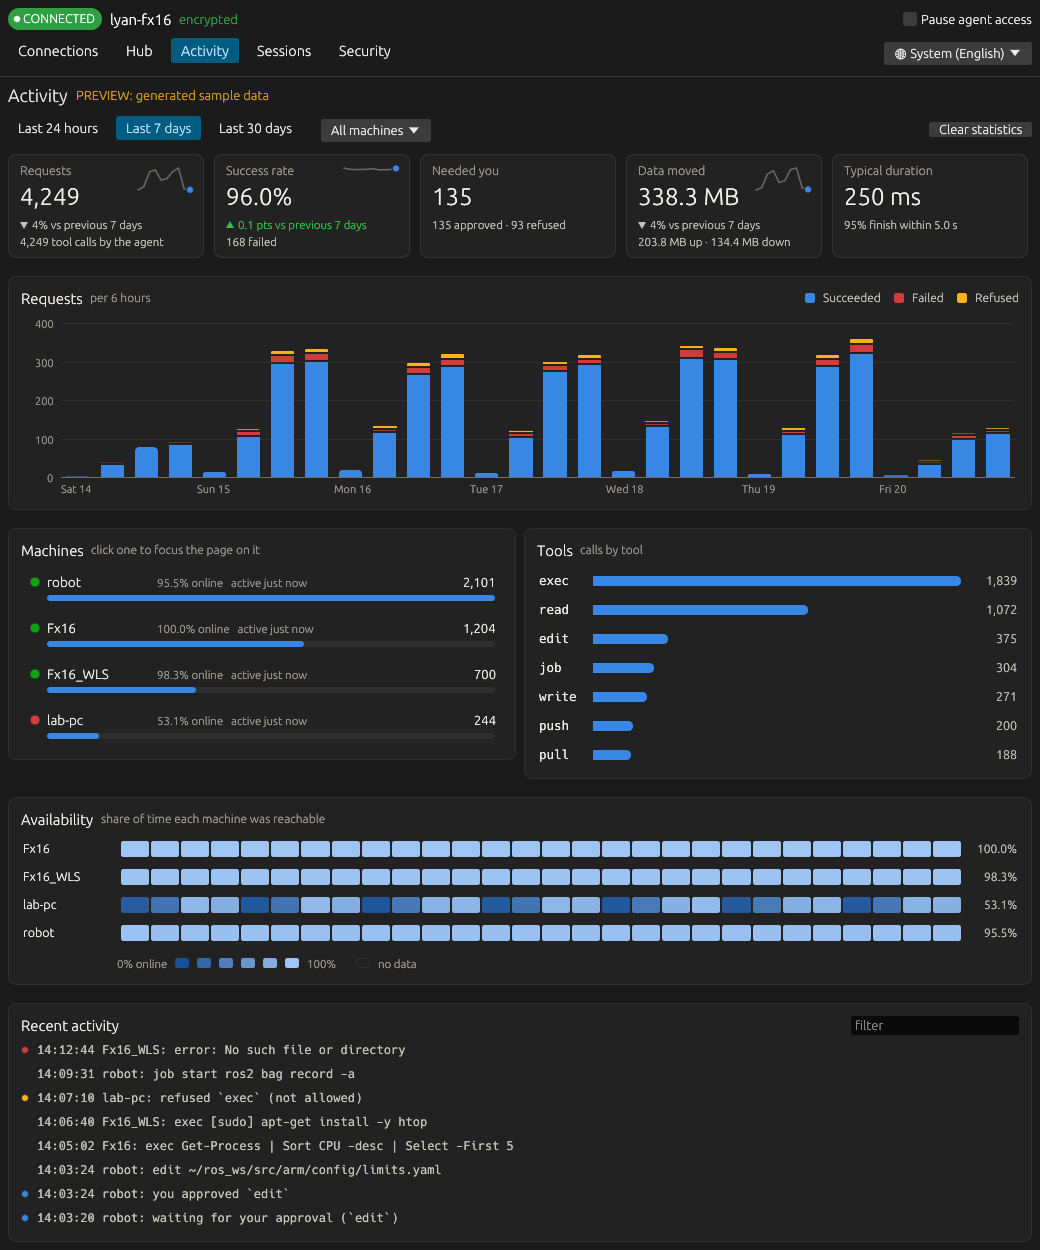 CONNECTED lyan-fx16 encrypted
Pause agent access
Connections Hub Activity Sessions Security
System (English)
Activity PREVIEW: generated sample data
Last 24 hours Last 7 days Last 30 days All machines
Clear statistics
Requests
4,249
▼ 4% vs previous 7 days
4,249 tool calls by the agent
Success rate
96.0%
▲ 0.1 pts vs previous 7 days
168 failed
Needed you
135
135 approved · 93 refused
Data moved
338.3 MB
▼ 4% vs previous 7 days
203.8 MB up · 134.4 MB down
Typical duration
250 ms
95% finish within 5.0 s
Requests per 6 hours
Succeeded Failed Refused
400
300
200
100
0
Sat 14 Sun 15 Mon 16 Tue 17 Wed 18 Thu 19 Fri 20
Machines click one to focus the page on it
robot 95.5% online active just now 2,101
Fx16 100.0% online active just now 1,204
Fx16_WLS 98.3% online active just now 700
lab-pc 53.1% online active just now 244
Tools calls by tool
exec 1,839
read 1,072
edit 375
job 304
write 271
push 200
pull 188
Availability share of time each machine was reachable
Fx16 100.0%
Fx16_WLS 98.3%
lab-pc 53.1%
robot 95.5%
0% online 100% no data
Recent activity
filter
14:12:44 Fx16_WLS: error: No such file or directory
14:09:31 robot: job start ros2 bag record -a
14:07:10 lab-pc: refused `exec` (not allowed)
14:06:40 Fx16_WLS: exec [sudo] apt-get install -y htop
14:05:02 Fx16: exec Get-Process | Sort CPU -desc | Select -First 5
14:03:24 robot: edit ~/ros_ws/src/arm/config/limits.yaml
14:03:24 robot: you approved `edit`
14:03:20 robot: waiting for your approval (`edit`)